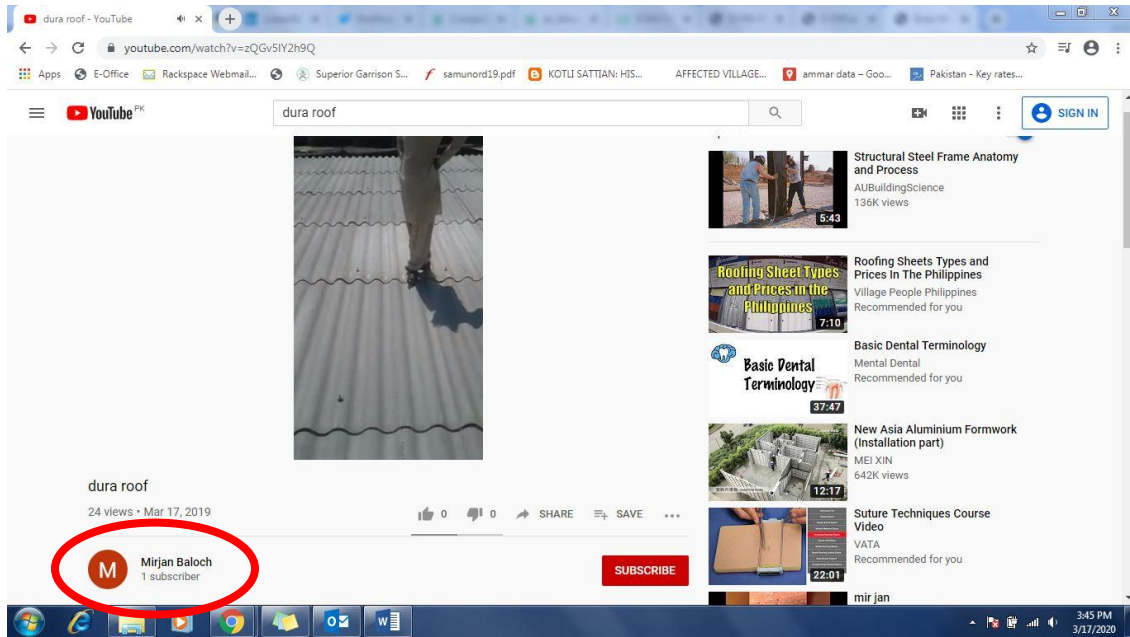 dura roof - YouTube
youtube.com/watch?v=zQGv5IY2h9Q
Apps E-Office Rackspace Webmail... Superior Garrison S... samunord19.pdf KOTLI SATTIAN: HIS... AFFECTED VILLAGE... ammar data – Goo... Pakistan - Key rates...
YouTube PK
dura roof
SIGN IN
Structural Steel Frame Anatomy
and Process
AUBuildingScience
136K views
5:43
Roofing Sheet Types
and Prices in the
Philippines
7:10
Roofing Sheets Types and
Prices In The Philippines
Village People Philippines
Recommended for you
Basic Dental
Terminology
37:47
Basic Dental Terminology
Mental Dental
Recommended for you
12:17
New Asia Aluminium Formwork
(Installation part)
MEI XIN
642K views
22:01
Suture Techniques Course
Video
VATA
Recommended for you
mir jan
dura roof
24 views • Mar 17, 2019
0 0 SHARE SAVE
M
Mirjan Baloch
1 subscriber
SUBSCRIBE
3:45 PM
3/17/2020